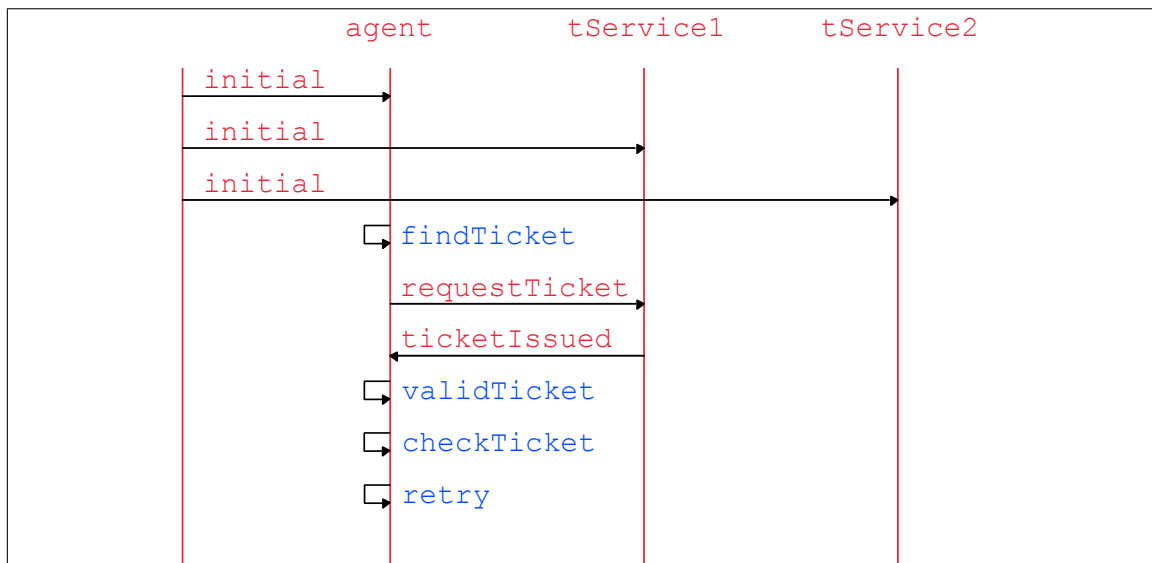 agent tService1 tService2
initial
initial
initial
findTicket
requestTicket
ticketIssued
validTicket
checkTicket
retry